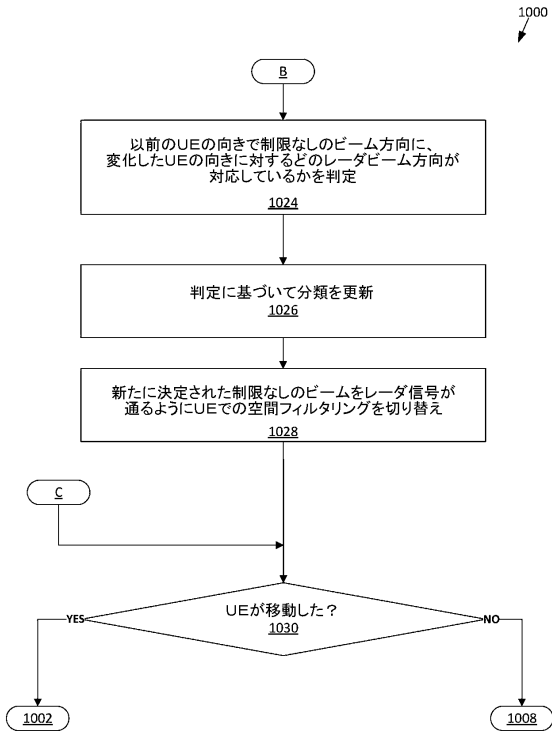 1000
B
以前のUEの向きで制限なしのビーム方向に、
変化したUEの向きに対するどのレーダビーム方向が
対応しているかを判定
1024
判定に基づいて分類を更新
1026
新たに決定された制限なしのビームをレーダ信号が
通るようにUEでの空間フィルタリングを切り替え
1028
C
UEが移動した?
1030
YES
NO
1002
1008